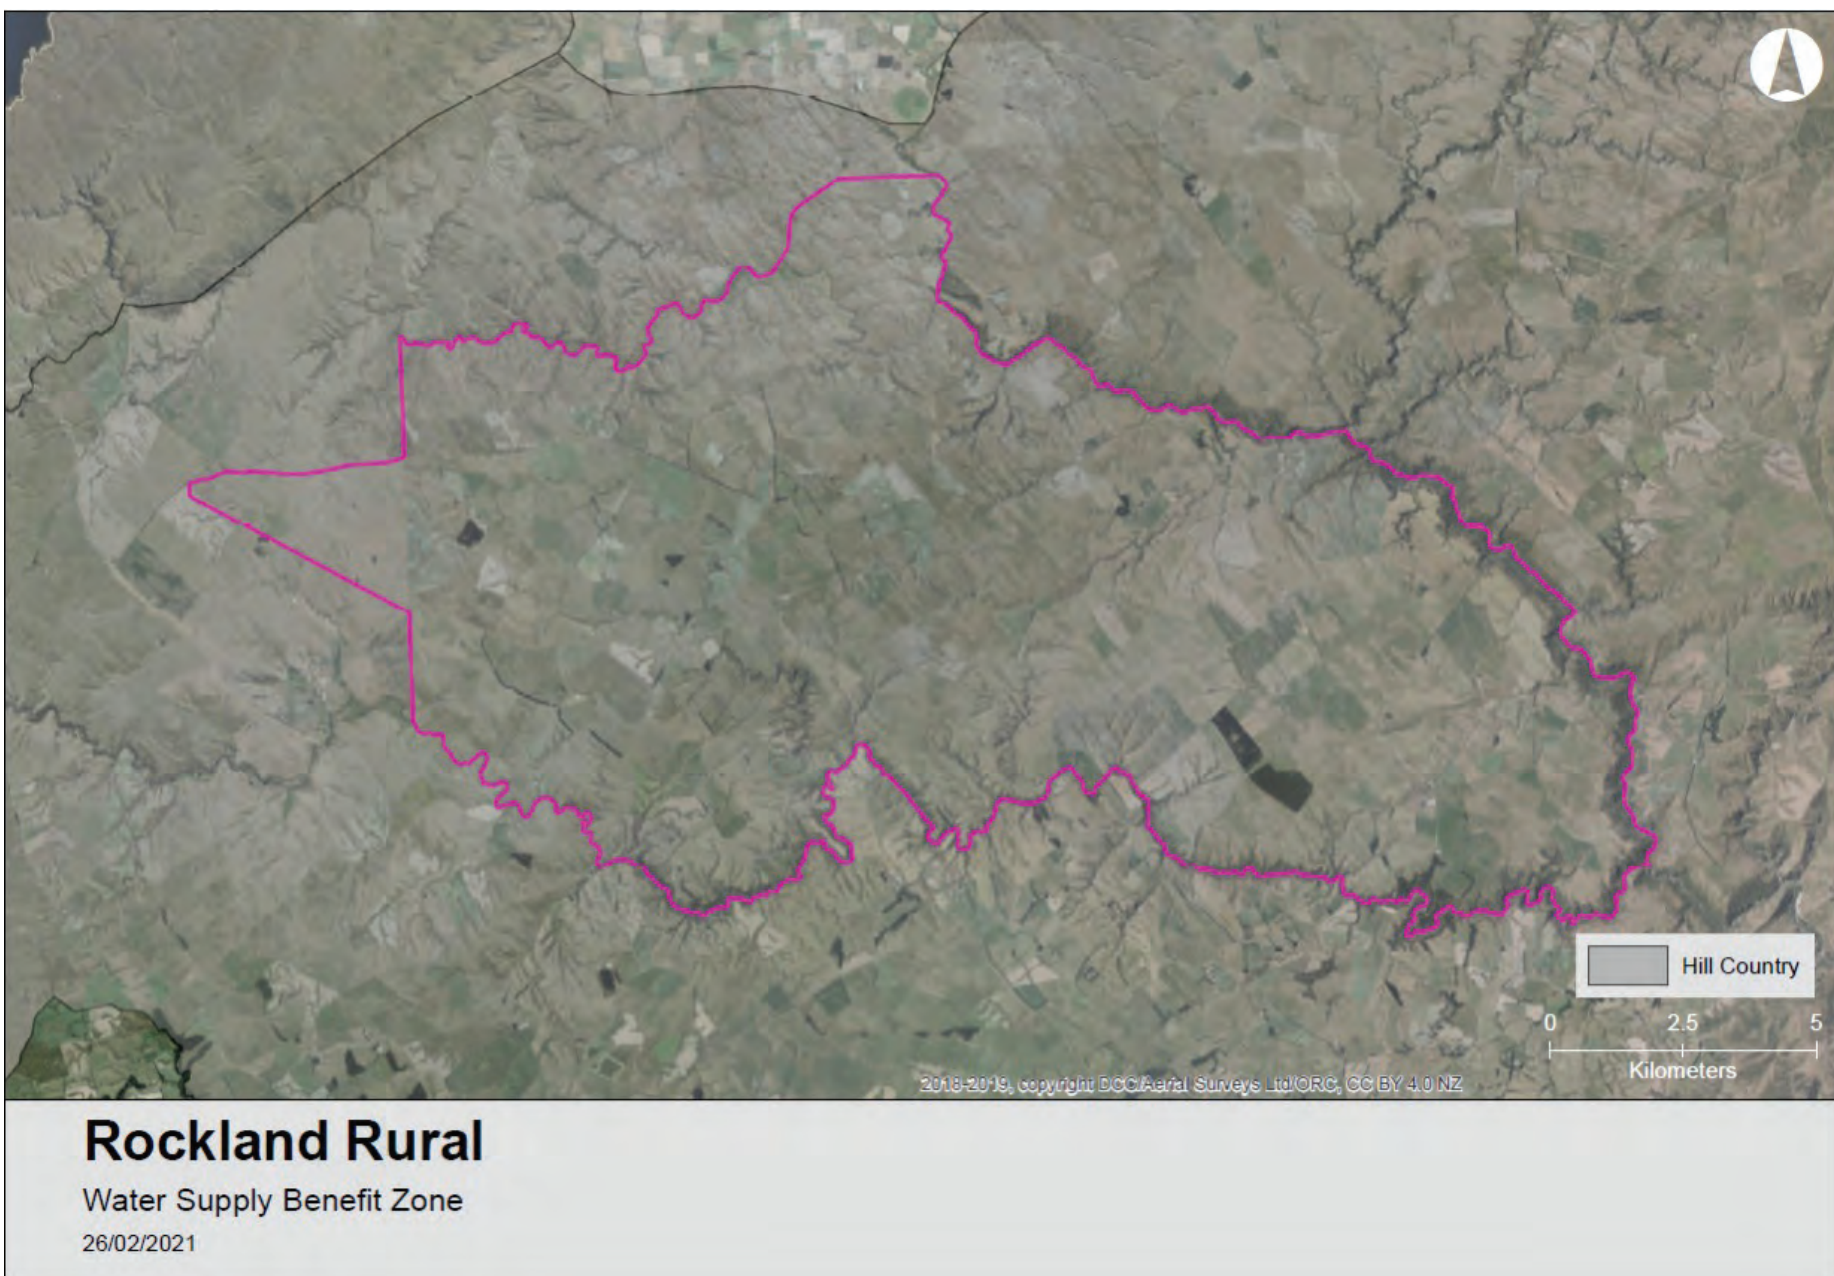 Hill Country
0 2.5 5
Kilometers
2018-2019, copyright DCC/Aerial Surveys Ltd/ORC, CC BY 4.0 NZ
Rockland Rural
Water Supply Benefit Zone
26/02/2021